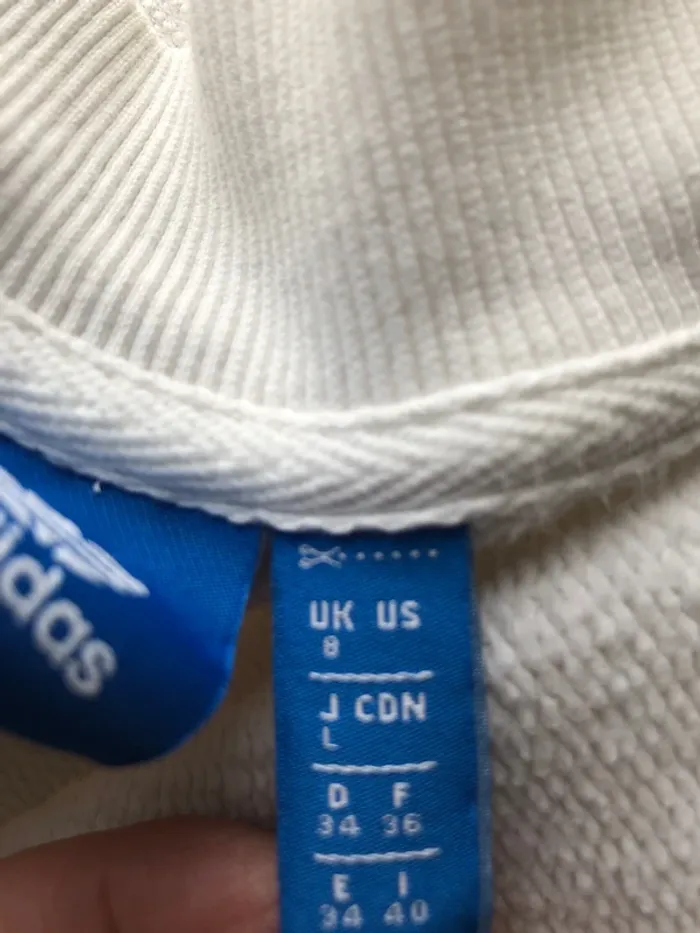 adidas
UK US
8
J CDN
L
D F
34 36
E I
34 40